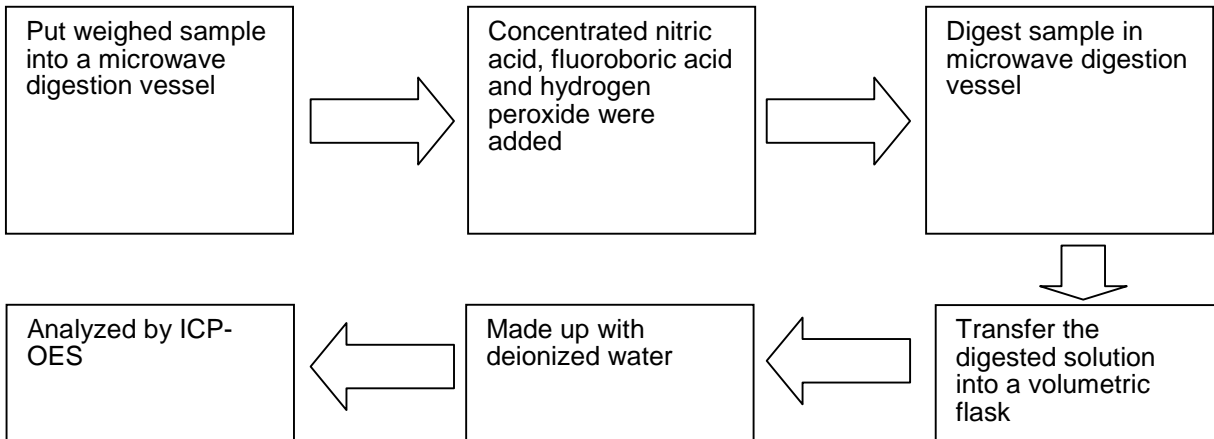 Put weighed sample
into a microwave
digestion vessel
Concentrated nitric
acid, fluoroboric acid
and hydrogen
peroxide were
added
Digest sample in
microwave digestion
vessel
Transfer the
digested solution
into a volumetric
flask
Made up with
deionized water
Analyzed by ICP-
OES